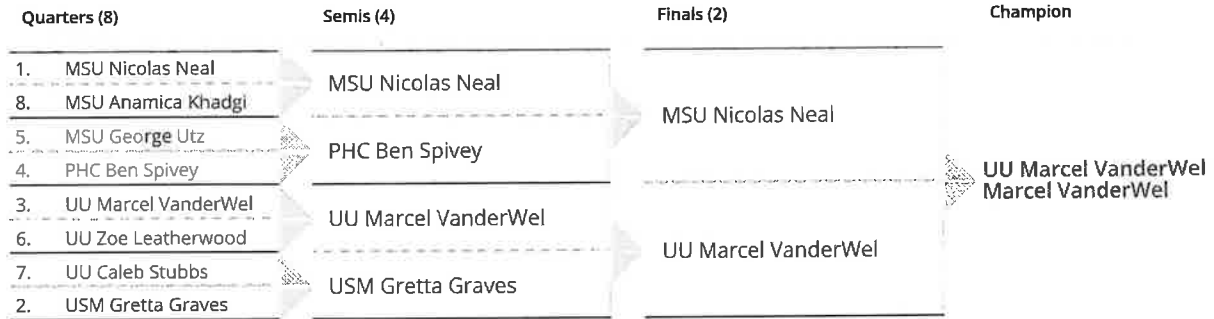 Quarters (8)
Semis (4)
Finals (2)
Champion
1. MSU Nicolas Neal
8. MSU Anamica Khadgi
5. MSU George Utz
4. PHC Ben Spivey
3. UU Marcel VanderWel
6. UU Zoe Leatherwood
7. UU Caleb Stubbs
2. USM Gretta Graves
MSU Nicolas Neal
PHC Ben Spivey
UU Marcel VanderWel
USM Gretta Graves
MSU Nicolas Neal
UU Marcel VanderWel
UU Marcel VanderWel
Marcel VanderWel